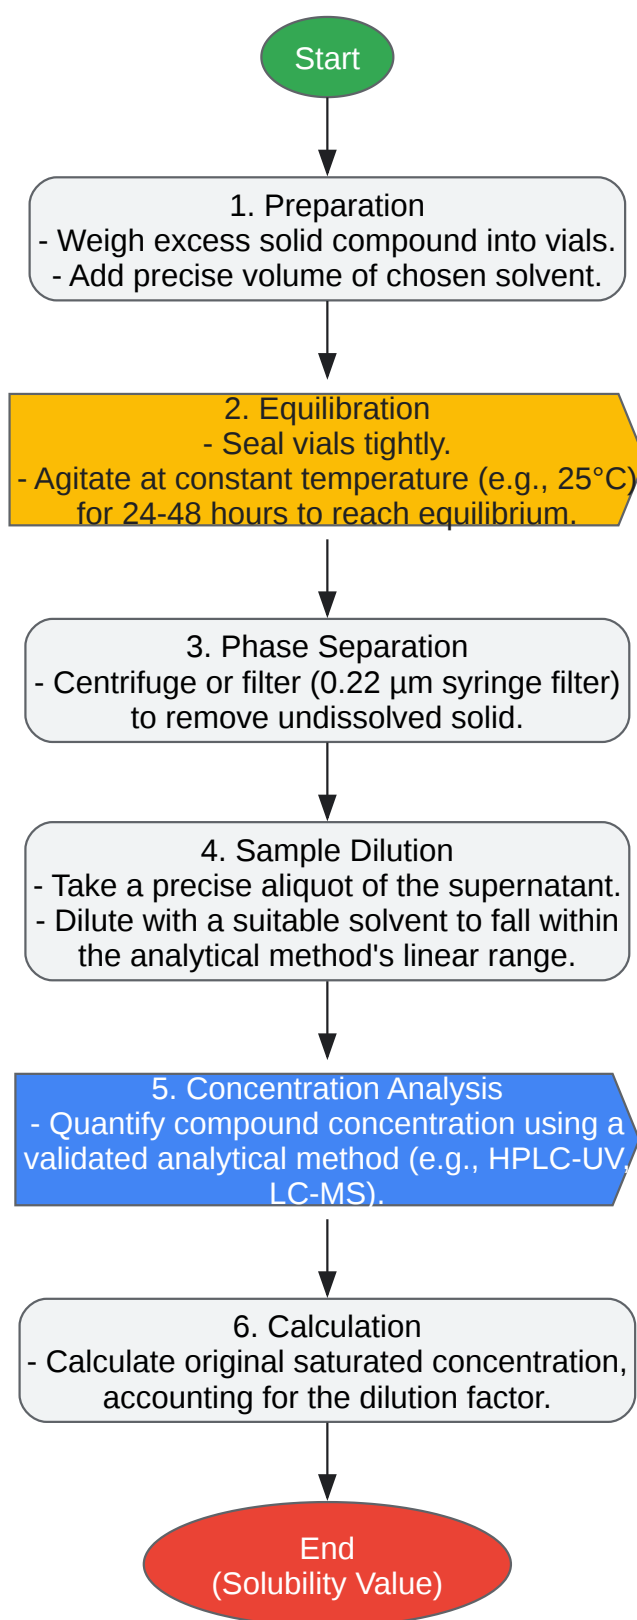 Start
1. Preparation
- Weigh excess solid compound into vials.
- Add precise volume of chosen solvent.
2. Equilibration
- Seal vials tightly.
- Agitate at constant temperature (e.g., 25°C)
for 24-48 hours to reach equilibrium.
3. Phase Separation
- Centrifuge or filter (0.22 µm syringe filter)
to remove undissolved solid.
4. Sample Dilution
- Take a precise aliquot of the supernatant.
- Dilute with a suitable solvent to fall within
the analytical method's linear range.
5. Concentration Analysis
- Quantify compound concentration using a
validated analytical method (e.g., HPLC-UV,
LC-MS).
6. Calculation
- Calculate original saturated concentration,
accounting for the dilution factor.
End
(Solubility Value)